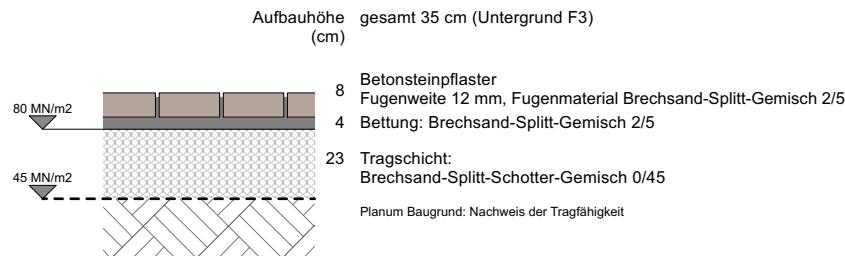 Aufbauhöhe gesamt 35 cm (Untergrund F3)
(cm)
8 Betonsteinpflaster
Fugenweite 12 mm, Fugenmaterial Brechsand-Splitt-Gemisch 2/5
80 MN/m2
4 Bettung: Brechsand-Splitt-Gemisch 2/5
23 Tragschicht:
Brechsand-Splitt-Schotter-Gemisch 0/45
45 MN/m2
Planum Baugrund: Nachweis der Tragfähigkeit